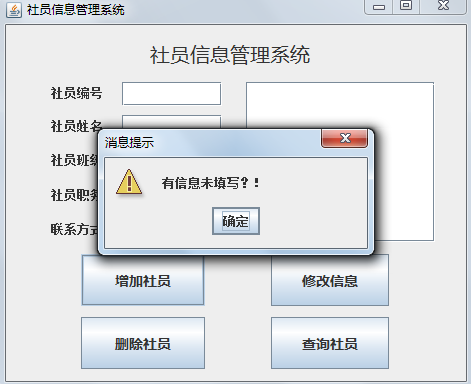 社员信息管理系统
社员信息管理系统
社员编号
社员姓名
消息提示
社员班级
有信息未填写?!
社员职务
确定
联系方式
增加社员
修改信息
删除社员
查询社员